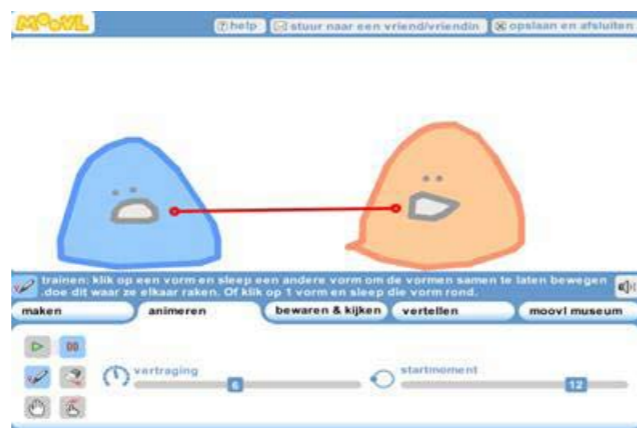 MOOVL
help stuur naar een vriend/vriendin opslaan en afsluiten
trainen: klik op een vorm en sleep een andere vorm om de vormen samen te laten bewegen
.doe dit waar ze elkaar raken. Of klik op 1 vorm en sleep die vorm rond.
maken animeren bewaren & kijken vertellen moovl museum
vertraging startmoment
6 12